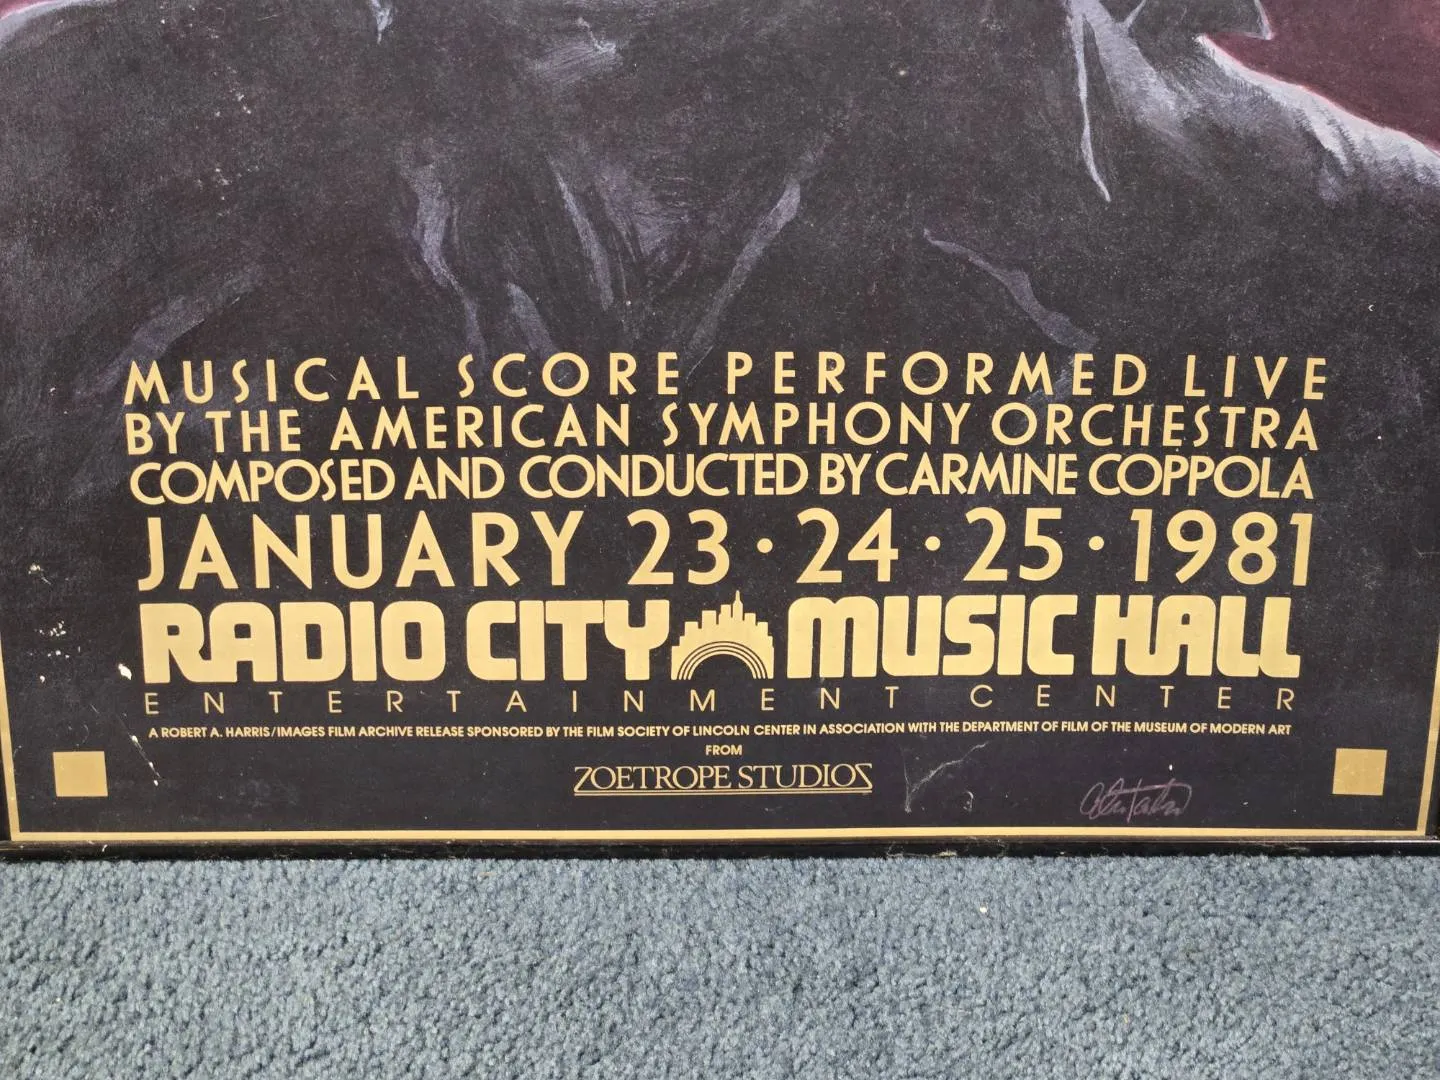 MUSICAL SCORE PERFORMED LIVE
BY THE AMERICAN SYMPHONY ORCHESTRA
COMPOSED AND CONDUCTED BY CARMINE COPPOLA
JANUARY 23 · 24 · 25 · 1981
RADIO CITY MUSIC HALL
ENTERTAINMENT CENTER
A ROBERT A. HARRIS/IMAGES FILM ARCHIVE RELEASE SPONSORED BY THE FILM SOCIETY OF LINCOLN CENTER IN ASSOCIATION WITH THE DEPARTMENT OF FILM OF THE MUSEUM OF MODERN ART
FROM
ZOETROPE STUDIOS